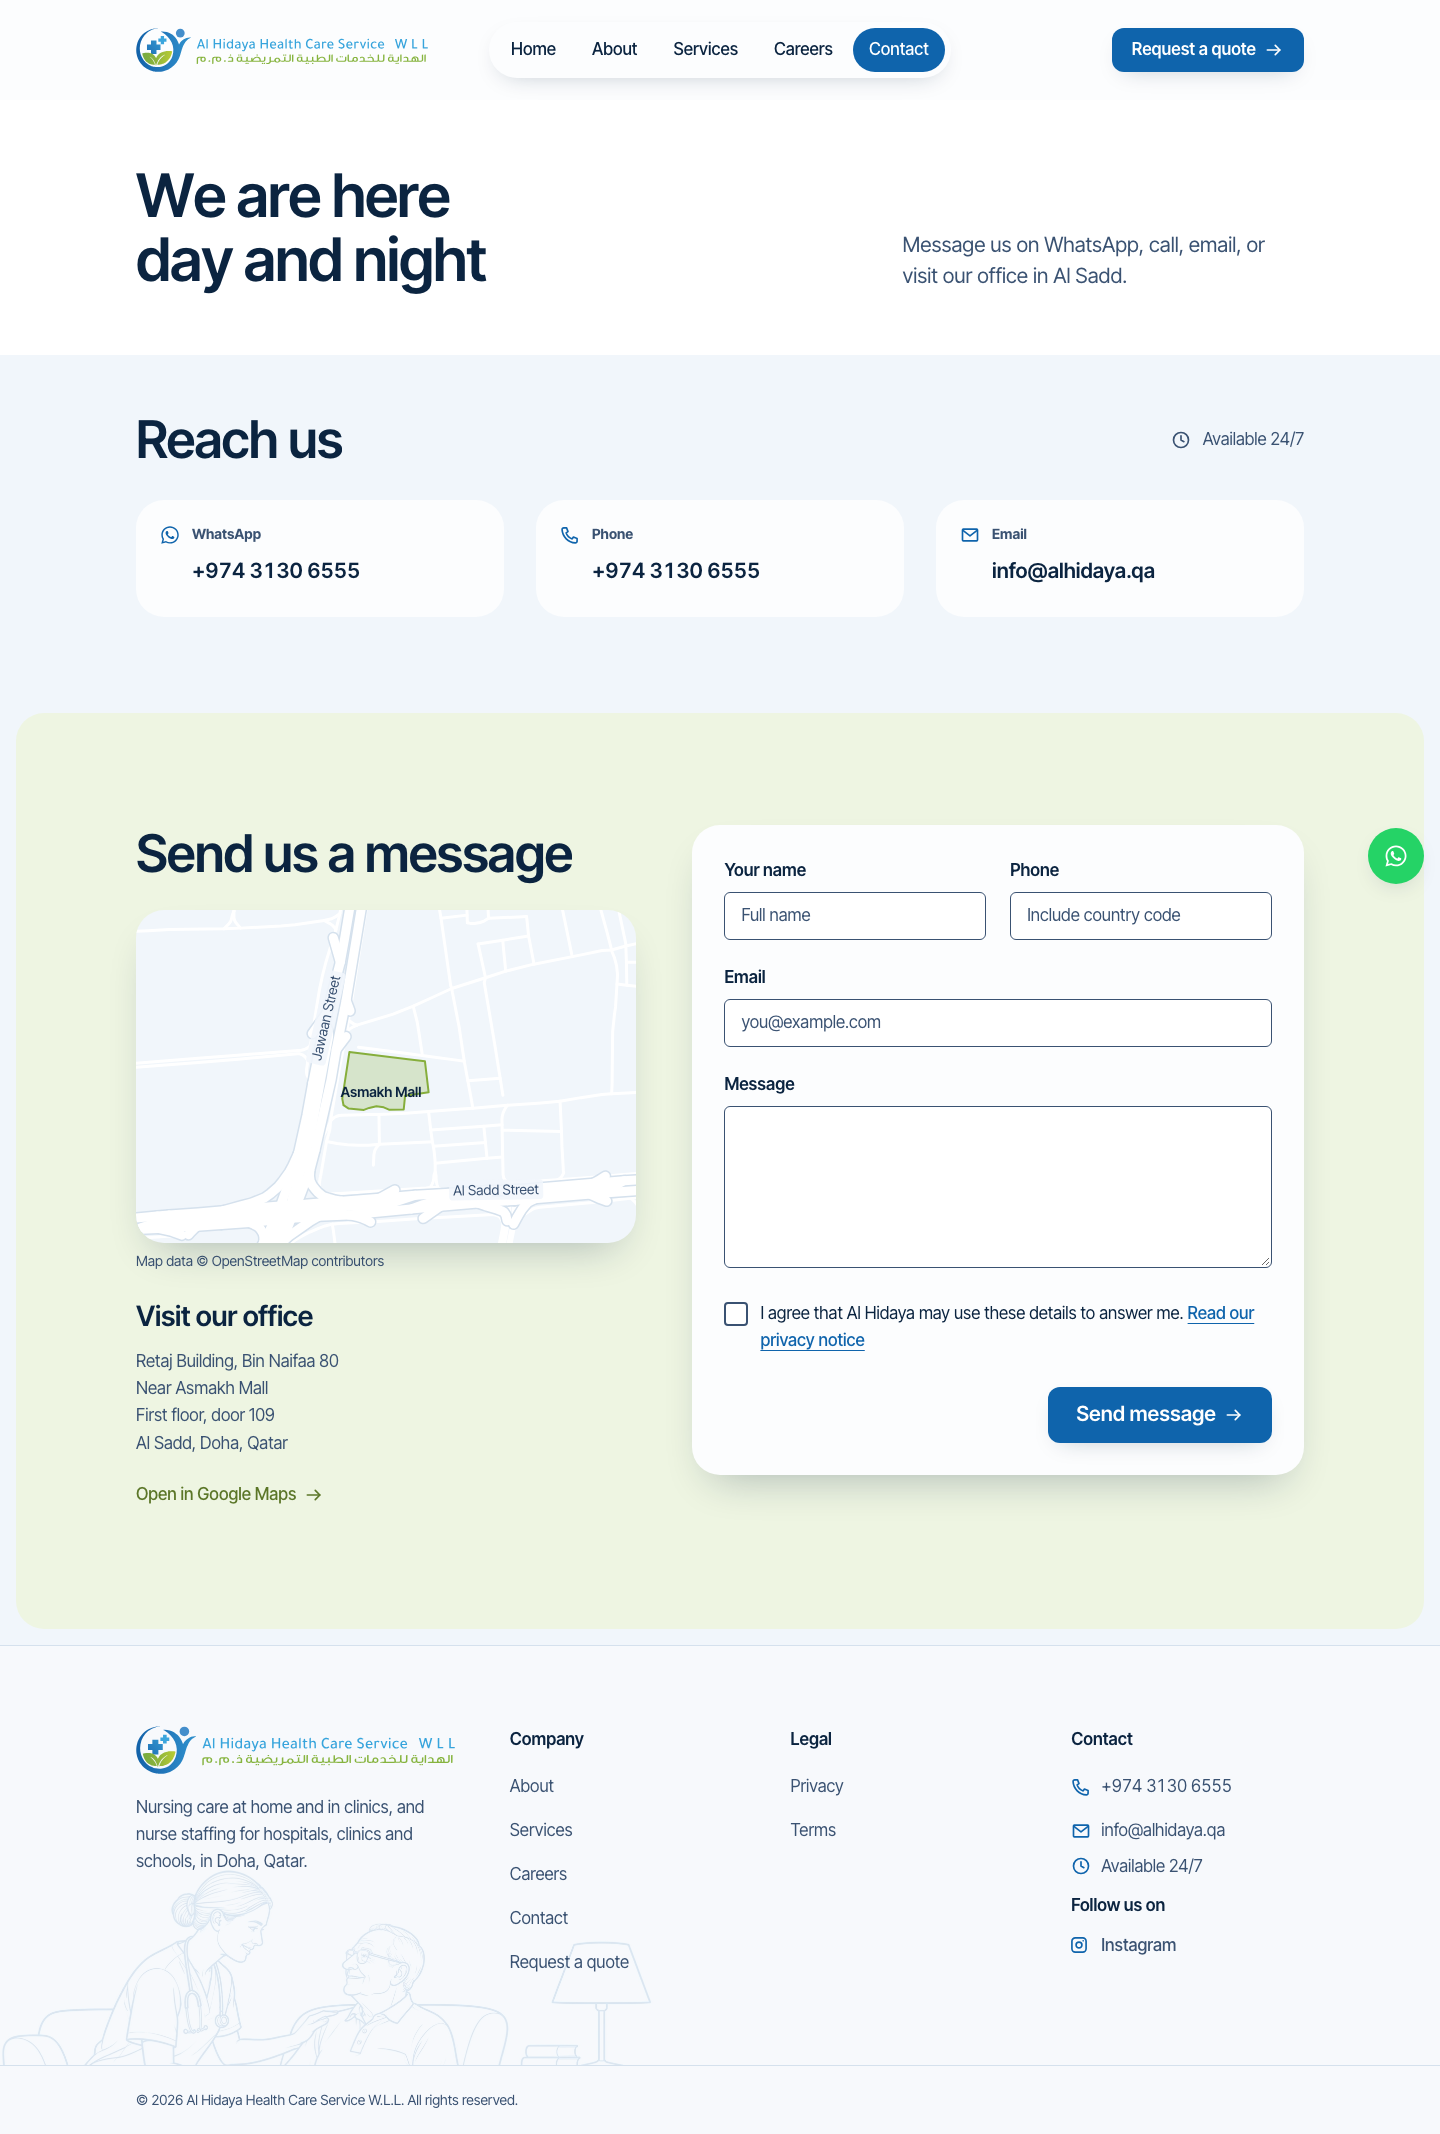 Al Hidaya Health Care Service W L L
الهداية للخدمات الطبية التمريضية ذ.م.م
Home
About
Services
Careers
Contact
Request a quote
We are here
day and night
Message us on WhatsApp, call, email, or
visit our office in Al Sadd.
Reach us
Available 24/7
WhatsApp
+974 3130 6555
Phone
+974 3130 6555
Email
info@alhidaya.qa
Send us a message
Jawaan Street
Asmakh Mall
Al Sadd Street
Map data © OpenStreetMap contributors
Visit our office
Retaj Building, Bin Naifaa 80
Near Asmakh Mall
First floor, door 109
Al Sadd, Doha, Qatar
Open in Google Maps
Your name
Full name
Phone
Include country code
Email
you@example.com
Message
I agree that Al Hidaya may use these details to answer me. Read our
privacy notice
Send message
Al Hidaya Health Care Service W L L
الهداية للخدمات الطبية التمريضية ذ.م.م
Nursing care at home and in clinics, and
nurse staffing for hospitals, clinics and
schools, in Doha, Qatar.
Company
About
Services
Careers
Contact
Request a quote
Legal
Privacy
Terms
Contact
+974 3130 6555
info@alhidaya.qa
Available 24/7
Follow us on
Instagram
© 2026 Al Hidaya Health Care Service W.L.L. All rights reserved.